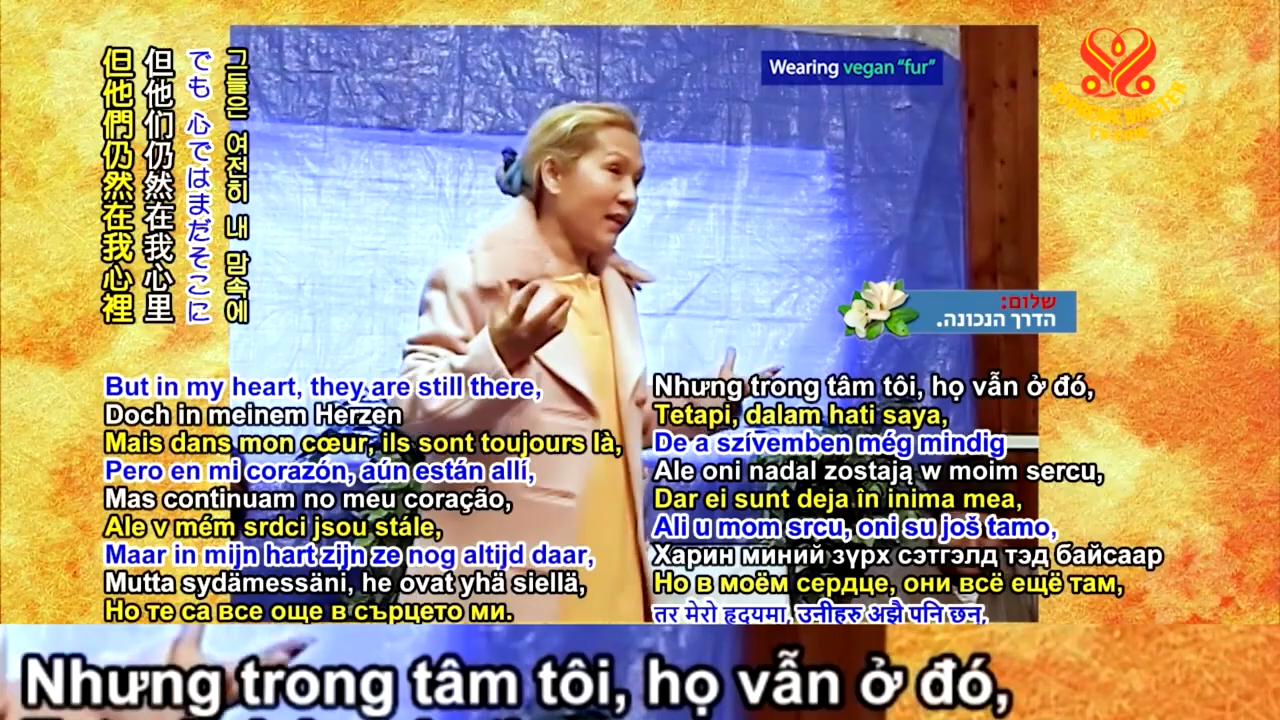 Wearing vegan “fur”
SUPREME MASTER
但他們仍然在我心裡
但他们仍然在我心里
でも 心ではまだそこに
그들은 여전히 내 맘속에
שלום:
הדרך הנכונה.
But in my heart, they are still there,
Doch in meinem Herzen
Mais dans mon cœur, ils sont toujours là,
Pero en mi corazón, aún están allí,
Mas continuam no meu coração,
Ale v mém srdci jsou stále,
Maar in mijn hart zijn ze nog altijd daar,
Mutta sydämessäni, he ovat yhä siellä,
Но те са все още в сърцето ми.
Nhưng trong tâm tôi, họ vẫn ở đó,
Tetapi, dalam hati saya,
De a szívemben még mindig
Ale oni nadal zostają w moim sercu,
Dar ei sunt deja în inima mea,
Ali u mom srcu, oni su još tamo,
Харин миний зүрх сэтгэлд тэд байсаар
Но в моём сердце, они всё ещё там,
तर मेरो हृदयमा, उनीहरु अझै पनि छन्,
Nhưng trong tâm tôi, họ vẫn ở đó,